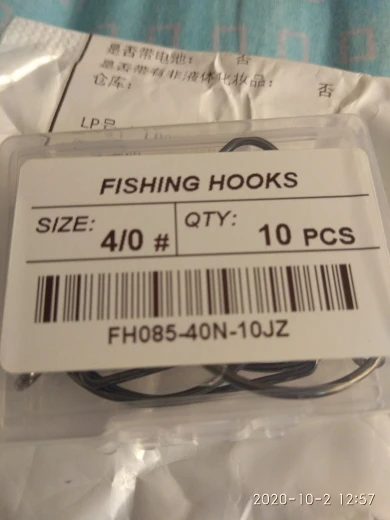 是否带电池: 否
是否带有非液体化妆品: 否
仓库:
FISHING HOOKS
SIZE: 4/0 # QTY: 10 PCS
FH085-40N-10JZ
2020-10-2 12:57